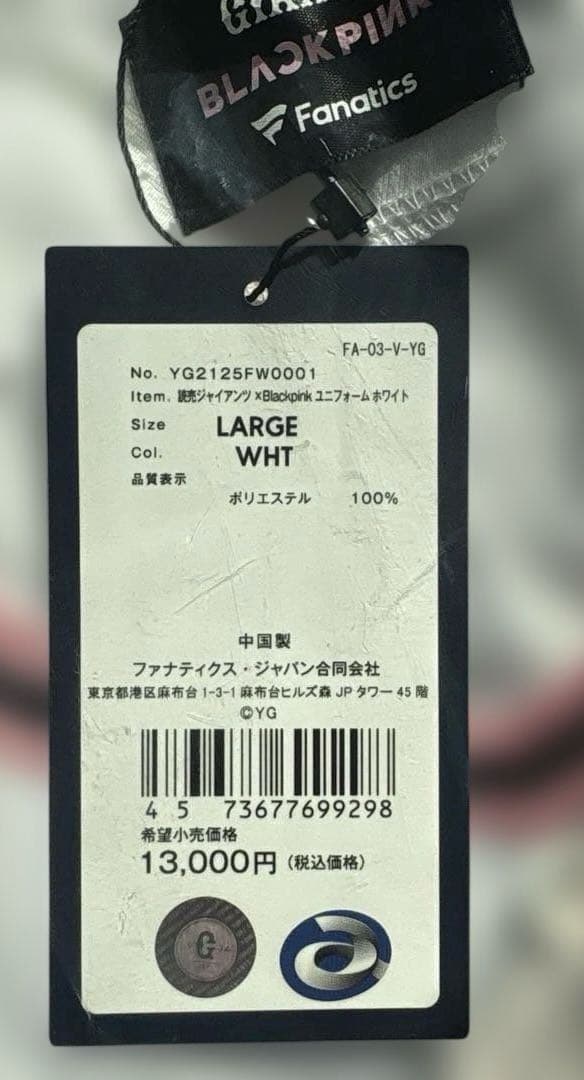 BLACKPINK
Fanatics
FA-03-V-YG
No. YG2125FW0001
Item. 読売ジャイアンツ×Blackpink ユニフォームホワイト
Size LARGE
Col. WHT
品質表示
ポリエステル 100%
中国製
ファナティクス・ジャパン合同会社
東京都港区麻布台 1-3-1 麻布台ヒルズ森 JP タワー 45 階
©YG
4 5 73677699298
希望小売価格
13,000円 (税込価格)
G